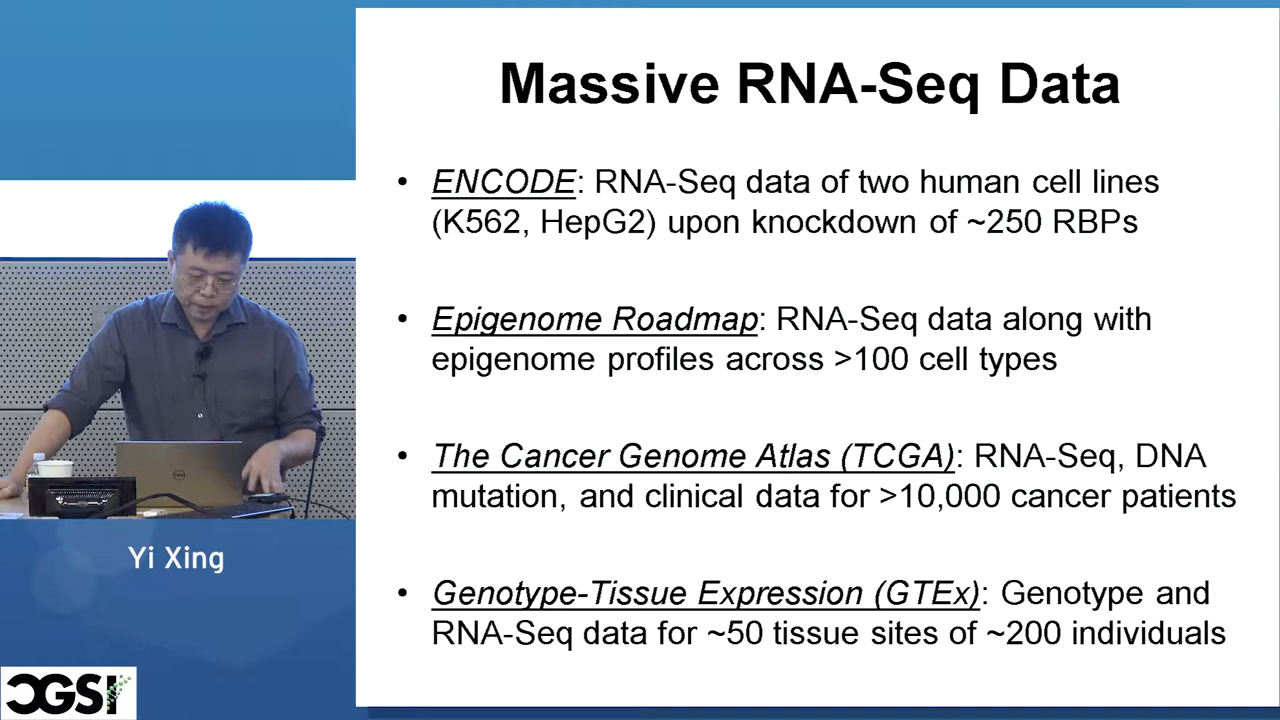 Massive RNA-Seq Data
• ENCODE: RNA-Seq data of two human cell lines
(K562, HepG2) upon knockdown of ~250 RBPs
• Epigenome Roadmap: RNA-Seq data along with
epigenome profiles across >100 cell types
• The Cancer Genome Atlas (TCGA): RNA-Seq, DNA
mutation, and clinical data for >10,000 cancer patients
• Genotype-Tissue Expression (GTEx): Genotype and
RNA-Seq data for ~50 tissue sites of ~200 individuals
Yi Xing
CGSI